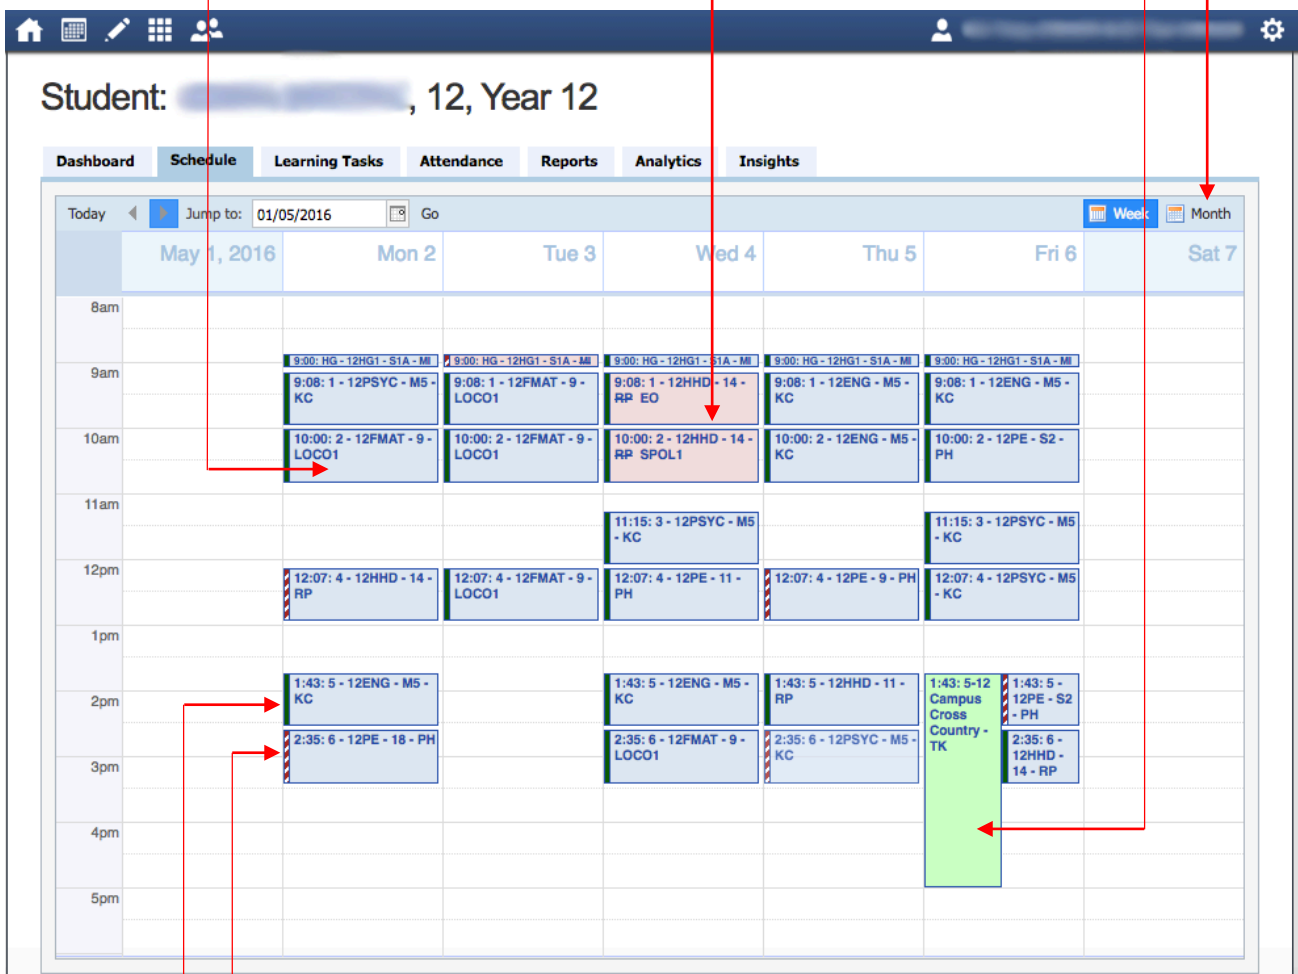 Student: , 12, Year 12
Dashboard Schedule Learning Tasks Attendance Reports Analytics Insights
Today Jump to: 01/05/2016 Go Week Month
May 1, 2016 Mon 2 Tue 3 Wed 4 Thu 5 Fri 6 Sat 7
8am
9:00: HG - 12HG1 - S1A - MI
9:00: HG - 12HG1 - S1A - MI
9:00: HG - 12HG1 - S1A - MI
9:00: HG - 12HG1 - S1A - MI
9:00: HG - 12HG1 - S1A - MI
9am
9:08: 1 - 12PSYC - M5 -
KC
9:08: 1 - 12FMAT - 9 -
LOCO1
9:08: 1 - 12HHD - 14 -
RP EO
9:08: 1 - 12ENG - M5 -
KC
9:08: 1 - 12ENG - M5 -
KC
10am
10:00: 2 - 12FMAT - 9 -
LOCO1
10:00: 2 - 12FMAT - 9 -
LOCO1
10:00: 2 - 12HHD - 14 -
RP SPOL1
10:00: 2 - 12ENG - M5 -
KC
10:00: 2 - 12PE - S2 -
PH
11am
11:15: 3 - 12PSYC - M5
- KC
11:15: 3 - 12PSYC - M5
- KC
12pm
12:07: 4 - 12HHD - 14 -
RP
12:07: 4 - 12FMAT - 9 -
LOCO1
12:07: 4 - 12PE - 11 -
PH
12:07: 4 - 12PE - 9 - PH
12:07: 4 - 12PSYC - M5
- KC
1pm
1:43: 5 - 12ENG - M5 -
KC
1:43: 5 - 12ENG - M5 -
KC
1:43: 5 - 12HHD - 11 -
RP
1:43: 5-12
Campus
Cross
Country -
TK
1:43: 5 -
12PE - S2
- PH
2pm
2:35: 6 - 12PE - 18 - PH
2:35: 6 - 12FMAT - 9 -
LOCO1
2:35: 6 - 12PSYC - M5 -
KC
2:35: 6 -
12HHD -
14 - RP
3pm
4pm
5pm